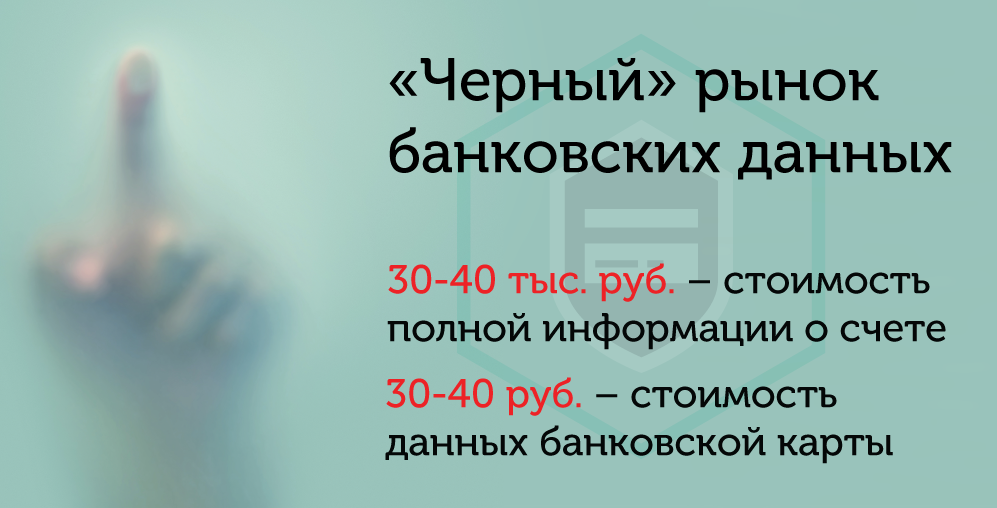 «Черный» рынок
банковских данных
30-40 тыс. руб. – стоимость
полной информации о счете
30-40 руб. – стоимость
данных банковской карты